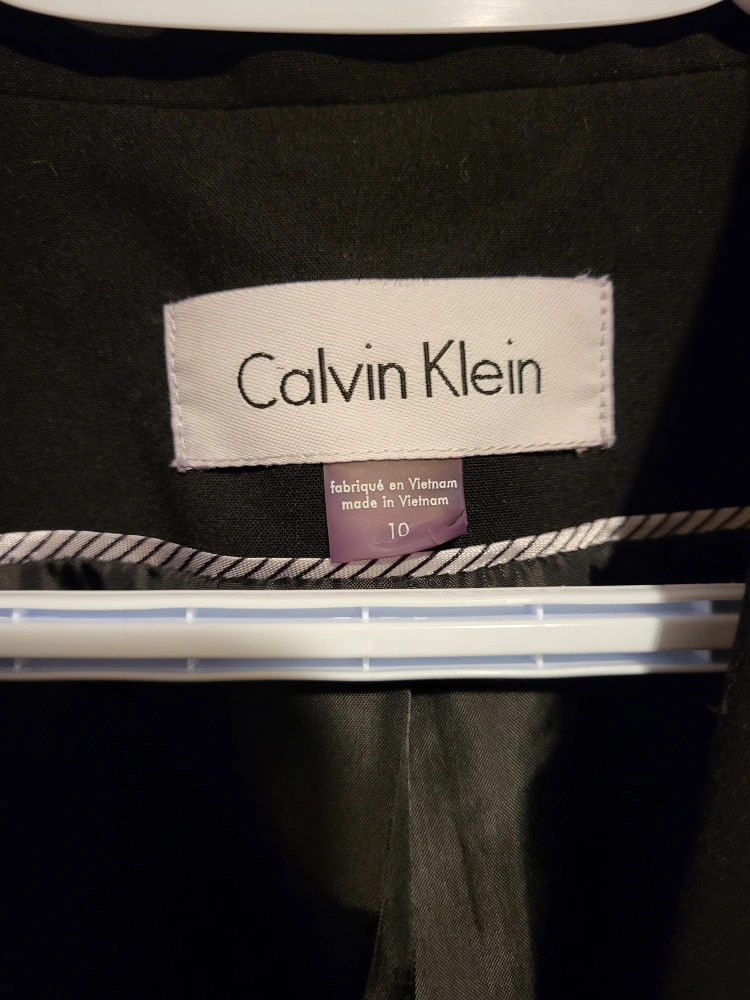 Calvin Klein
fabriqué en Vietnam
made in Vietnam
10